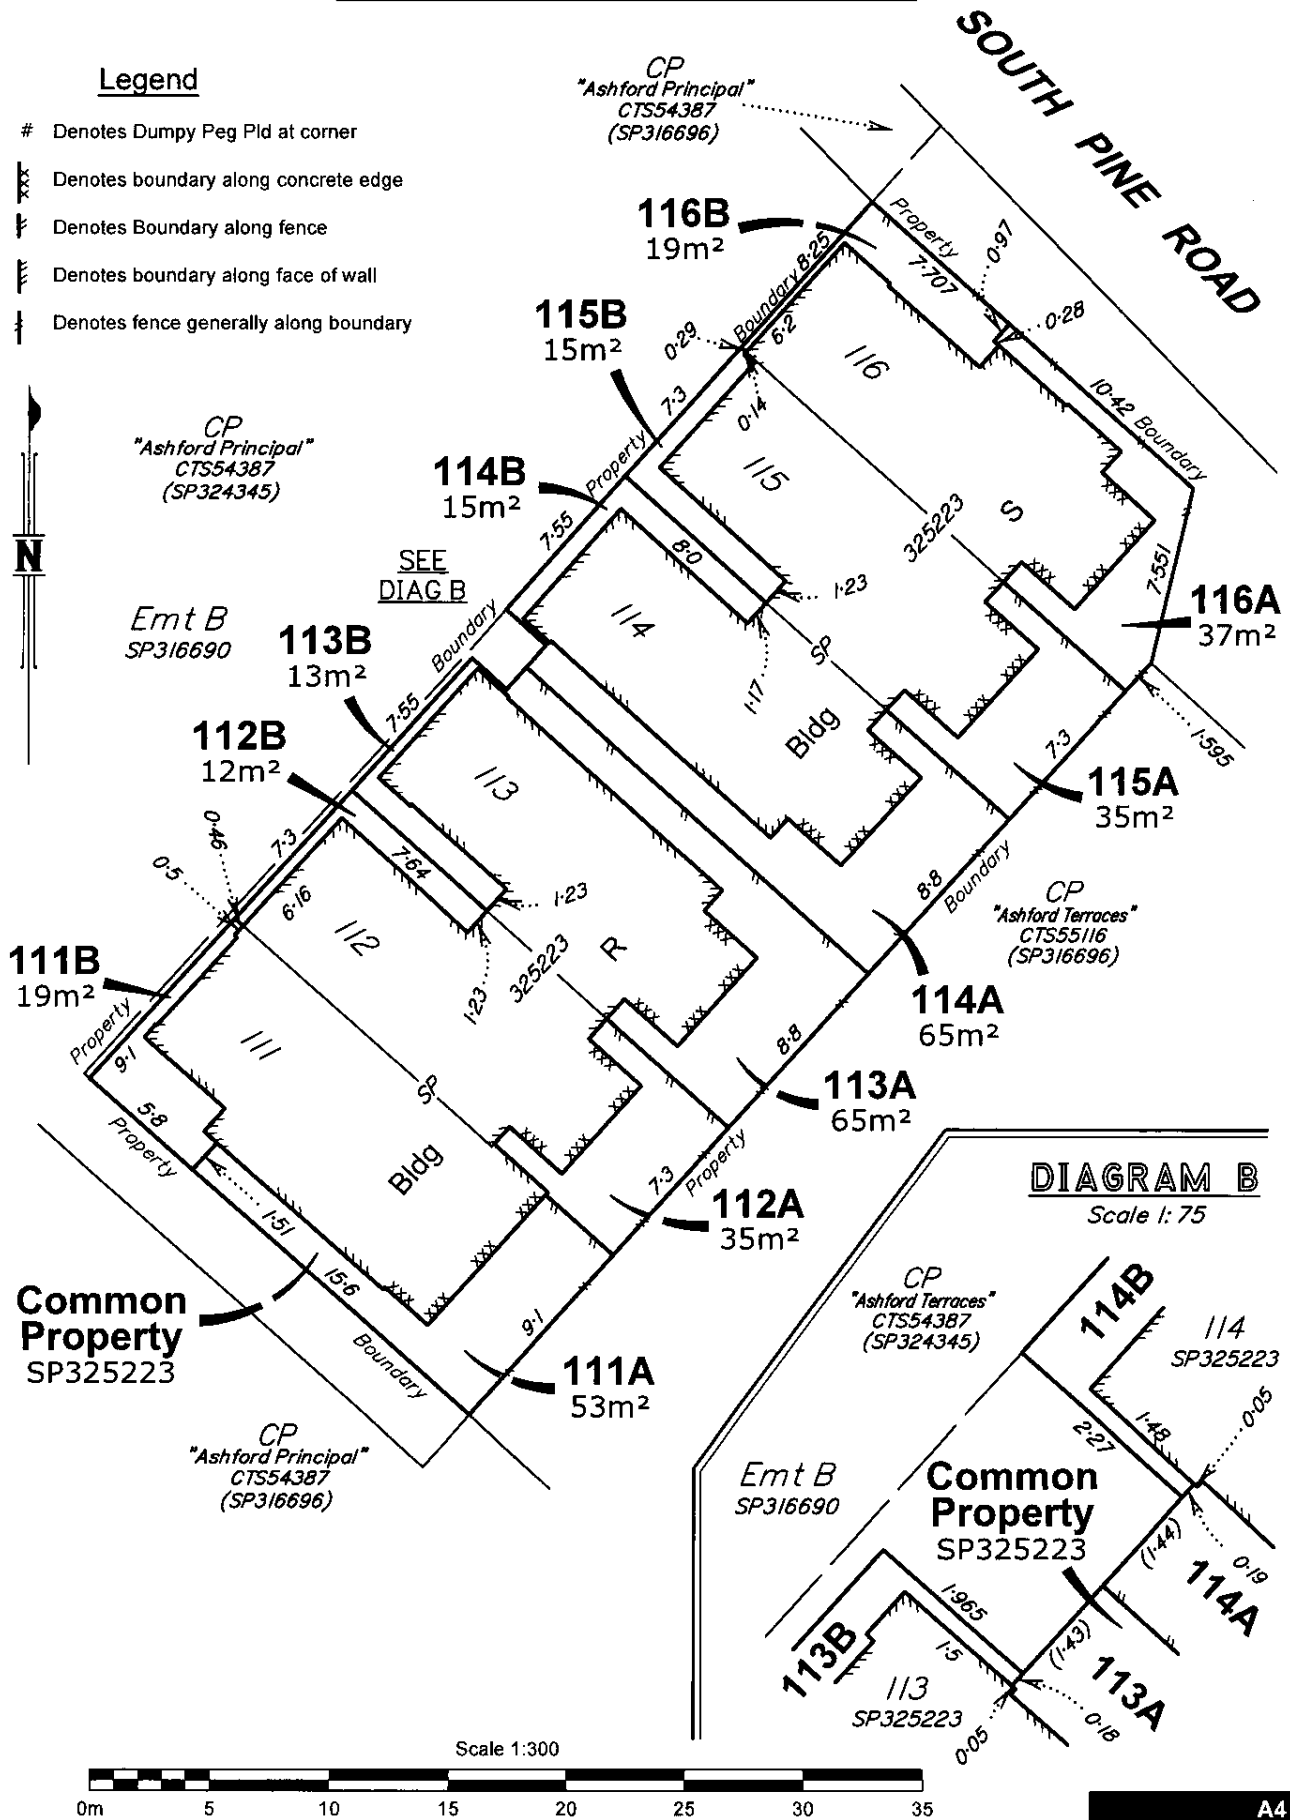 Legend
# Denotes Dumpy Peg Pld at corner
Denotes boundary along concrete edge
Denotes Boundary along fence
Denotes boundary along face of wall
Denotes fence generally along boundary
CP
"Ashford Principal"
CTS54387
(SP316696)
SOUTH PINE ROAD
116B
19m²
Property
0·97
8·25
7·707
Boundary
0·28
6·2
115B
15m²
0·29
116
10·42
Boundary
7·3
0·14
CP
"Ashford Principal"
CTS54387
(SP324345)
Property
115
114B
15m²
S
325223
7·55
8·0
N
SEE
DIAG B
7·551
1·23
Emt B
SP316690
116A
37m²
114
113B
13m²
Boundary
SP
1·17
7·55
Bldg
1·595
7·3
112B
12m²
115A
35m²
113
0·46
7·3
0·5
7·64
8·8
Boundary
CP
"Ashford Terraces"
CTS55116
(SP316696)
6·16
1·23
112
R
325223
111B
19m²
1·23
114A
65m²
Property
9·1
111
8·8
SP
113A
65m²
5·8
Property
Bldg
7·3
Property
112A
35m²
1·51
Common
Property
SP325223
15·6
9·1
Boundary
111A
53m²
CP
"Ashford Principal"
CTS54387
(SP316696)
DIAGRAM B
Scale 1: 75
CP
"Ashford Terraces"
CTS54387
(SP324345)
114B
114
SP325223
0·05
1·48
2·27
Emt B
SP316690
Common
Property
SP325223
(1·44)
0·19
114A
1·965
(1·43)
113B
1·5
113A
113
SP325223
0·18
0·05
Scale 1:300
0m 5 10 15 20 25 30 35
A4